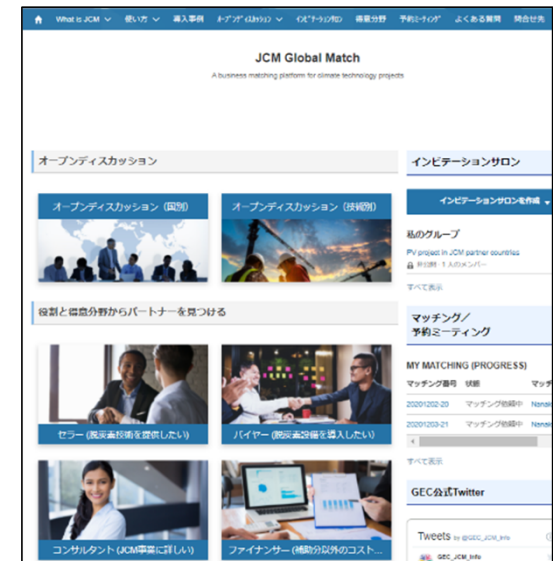 What is JCM 使い方 導入事例 オープンディスカッション インビテーションサロン 得意分野 予約ミーティング よくある質問 問合せ先
JCM Global Match
A business matching platform for climate technology projects
オープンディスカッション
オープンディスカッション（国別）
オープンディスカッション（技術別）
役割と得意分野からパートナーを見つける
セラー (脱炭素技術を提供したい)
バイヤー (脱炭素設備を導入したい)
コンサルタント (JCM事業に詳しい)
ファイナンサー (補助分以外のコスト...
インビテーションサロン
インビテーションサロンを作成
私のグループ
PV project in JCM partner countries
非公開 · 1 人のメンバー
すべて表示
マッチング／
予約ミーティング
MY MATCHING (PROGRESS)
マッチング番号 状態 マッチ
20201202-20 マッチング依頼中
20201203-21 マッチング依頼中
すべて表示
GEC公式Twitter
Tweets by @GEC_JCM_Info
GEC_JCM_Info